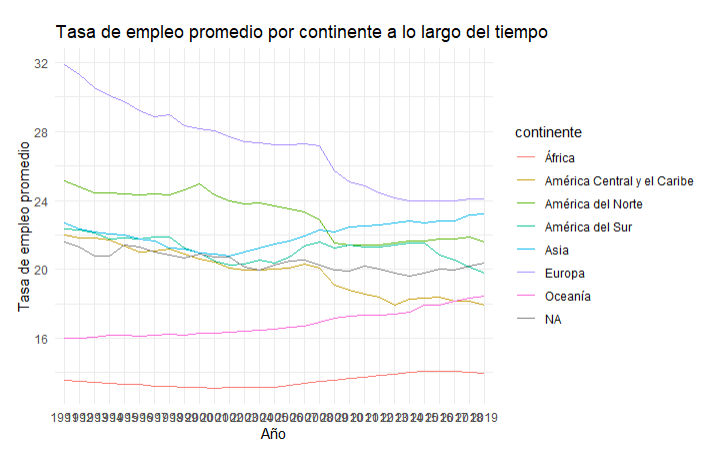 Tasa de empleo promedio por continente a lo largo del tiempo
32
28
24
20
16
Tasa de empleo promedio
Año
continente
África
América Central y el Caribe
América del Norte
América del Sur
Asia
Europa
Oceanía
NA